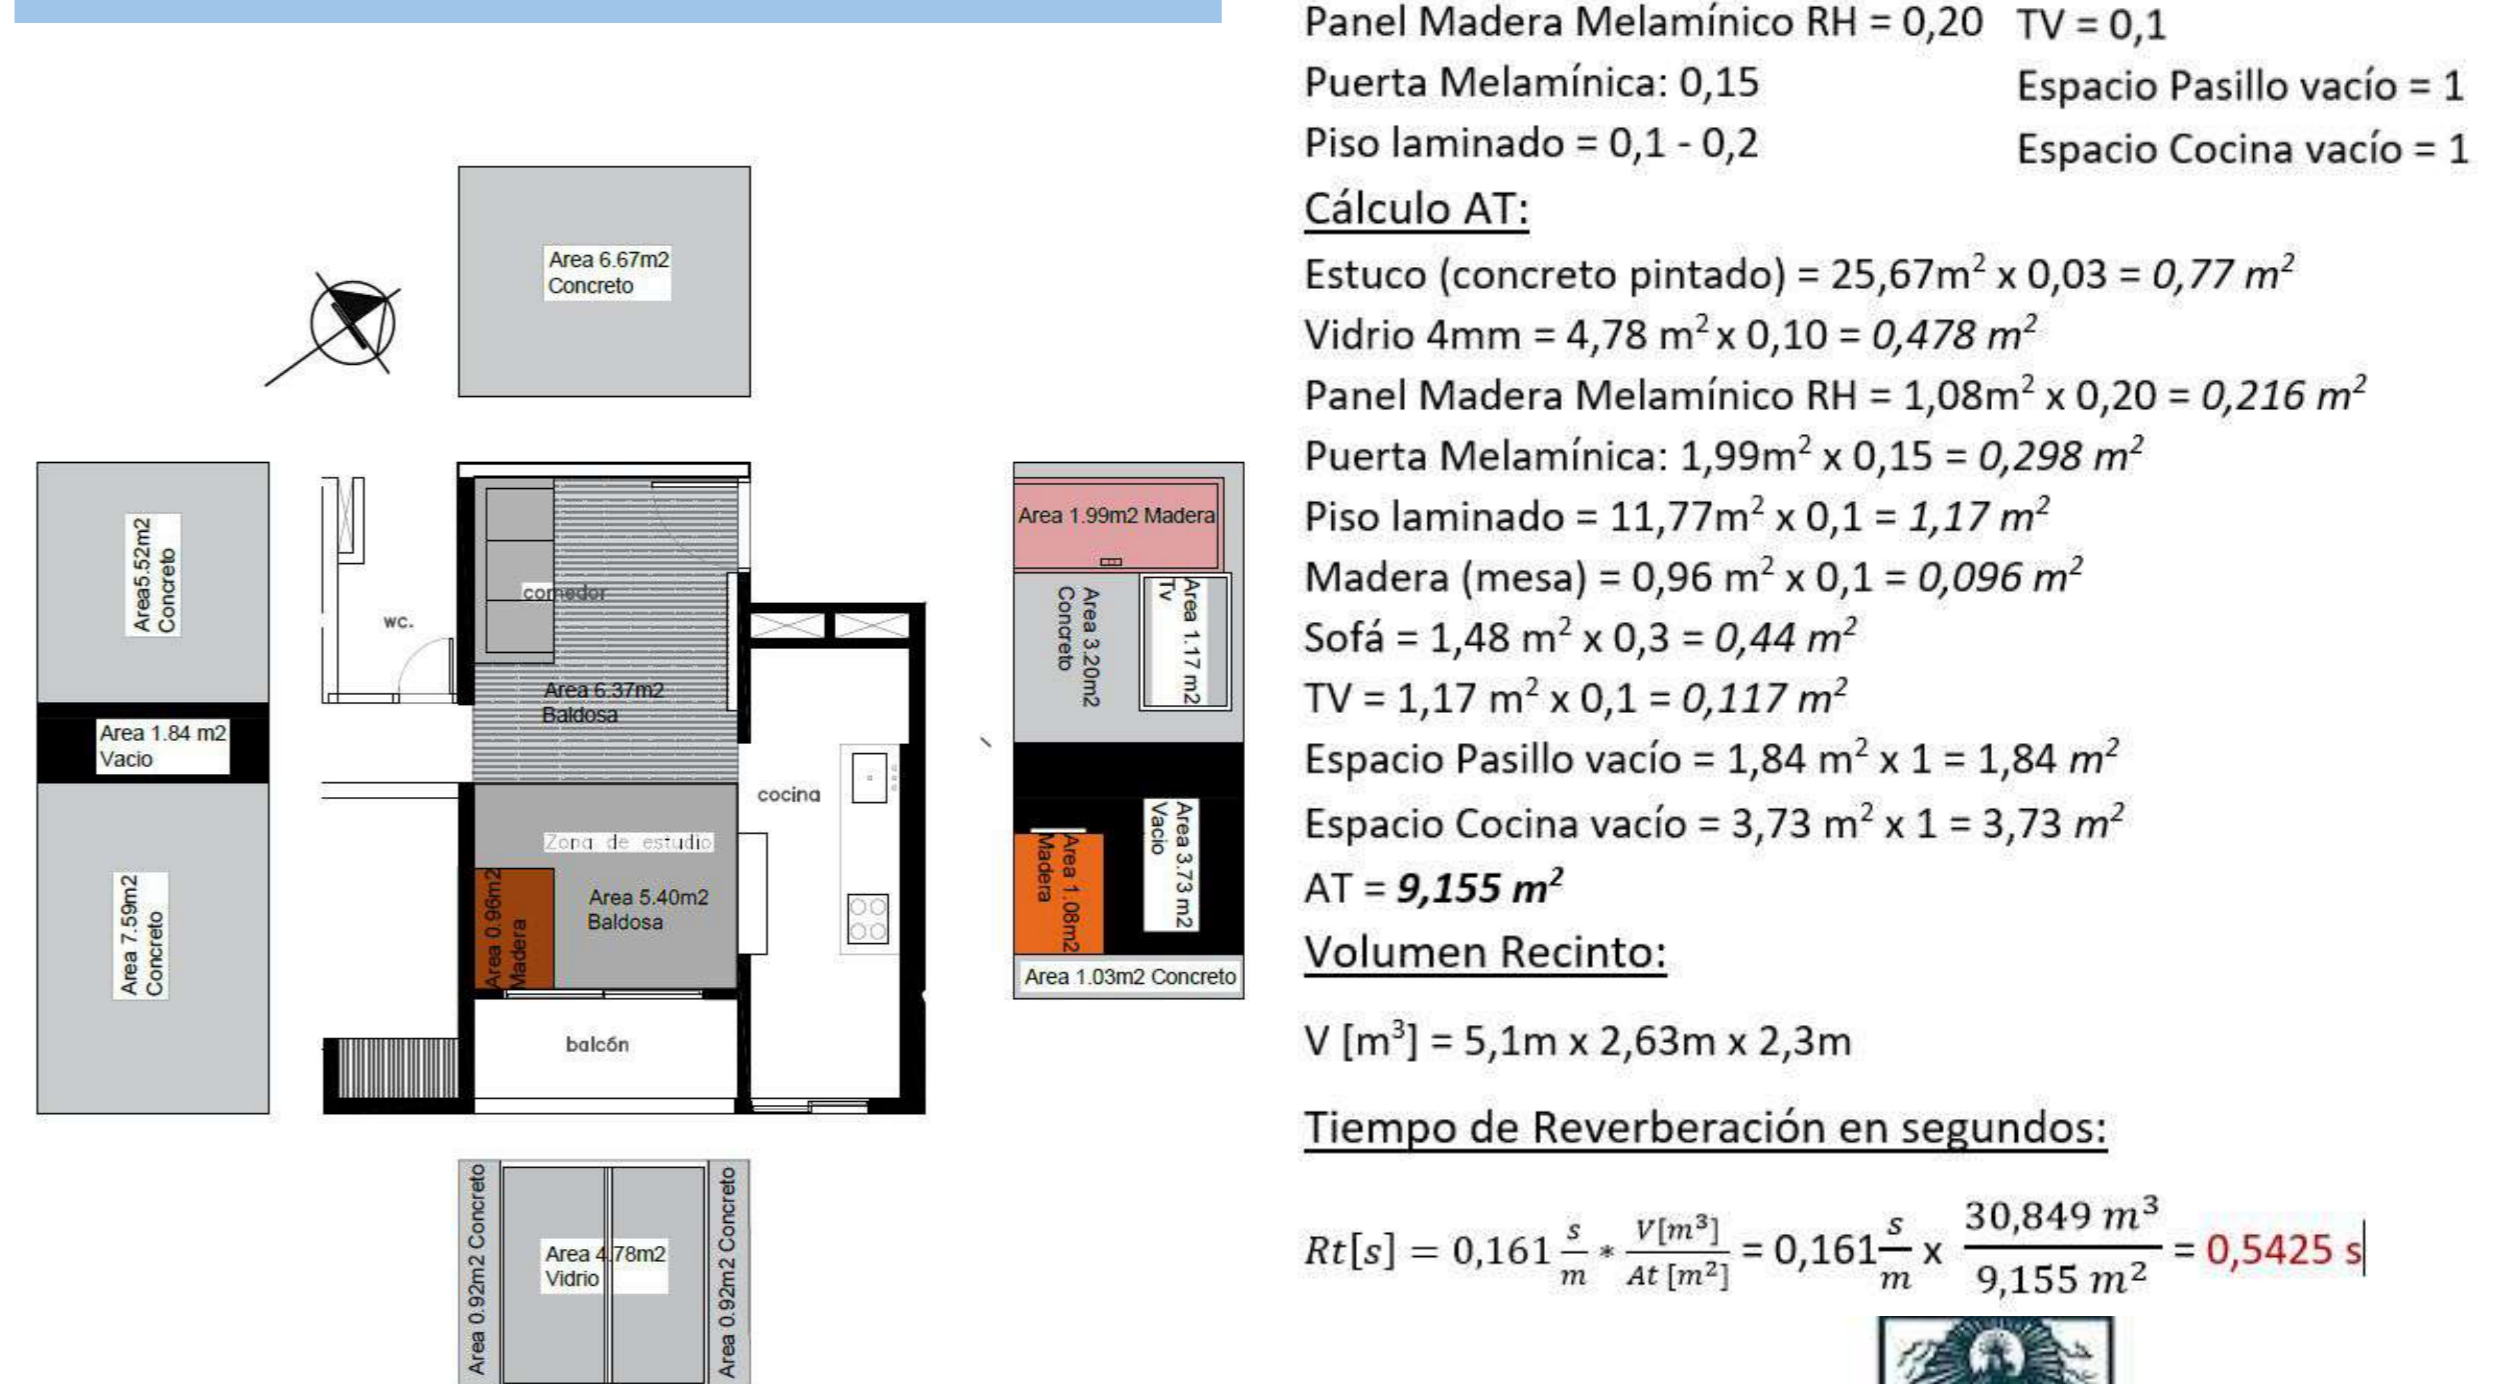 Area 6.67m2
Concreto
Area5.52m2
Concreto
Area 1.84 m2
Vacio
Area 7.59m2
Concreto
wc.
comedor
Area 6.37m2
Baldosa
cocina
Zona de estudio
Area 0.96m2
Madera
Area 5.40m2
Baldosa
balcón
Area 1.99m2 Madera
Area 3.20m2
Concreto
Area 1.17 m2
Tv
Area 3.73 m2
Vacio
Area 1.08m2
Madera
Area 1.03m2 Concreto
Area 0.92m2 Concreto
Area 4.78m2
Vidrio
Area 0.92m2 Concreto
Panel Madera Melamínico RH = 0,20 TV = 0,1
Puerta Melamínica: 0,15 Espacio Pasillo vacío = 1
Piso laminado = 0,1 - 0,2 Espacio Cocina vacío = 1
Cálculo AT:
Estuco (concreto pintado) = 25,67m² x 0,03 = 0,77 m²
Vidrio 4mm = 4,78 m² x 0,10 = 0,478 m²
Panel Madera Melamínico RH = 1,08m² x 0,20 = 0,216 m²
Puerta Melamínica: 1,99m² x 0,15 = 0,298 m²
Piso laminado = 11,77m² x 0,1 = 1,17 m²
Madera (mesa) = 0,96 m² x 0,1 = 0,096 m²
Sofá = 1,48 m² x 0,3 = 0,44 m²
TV = 1,17 m² x 0,1 = 0,117 m²
Espacio Pasillo vacío = 1,84 m² x 1 = 1,84 m²
Espacio Cocina vacío = 3,73 m² x 1 = 3,73 m²
AT = 9,155 m²
Volumen Recinto:
V [m³] = 5,1m x 2,63m x 2,3m
Tiempo de Reverberación en segundos:
Rt[s] = 0,161 s/m * V[m³]/At [m²] = 0,161 s/m x 30,849 m³/9,155 m² = 0,5425 s